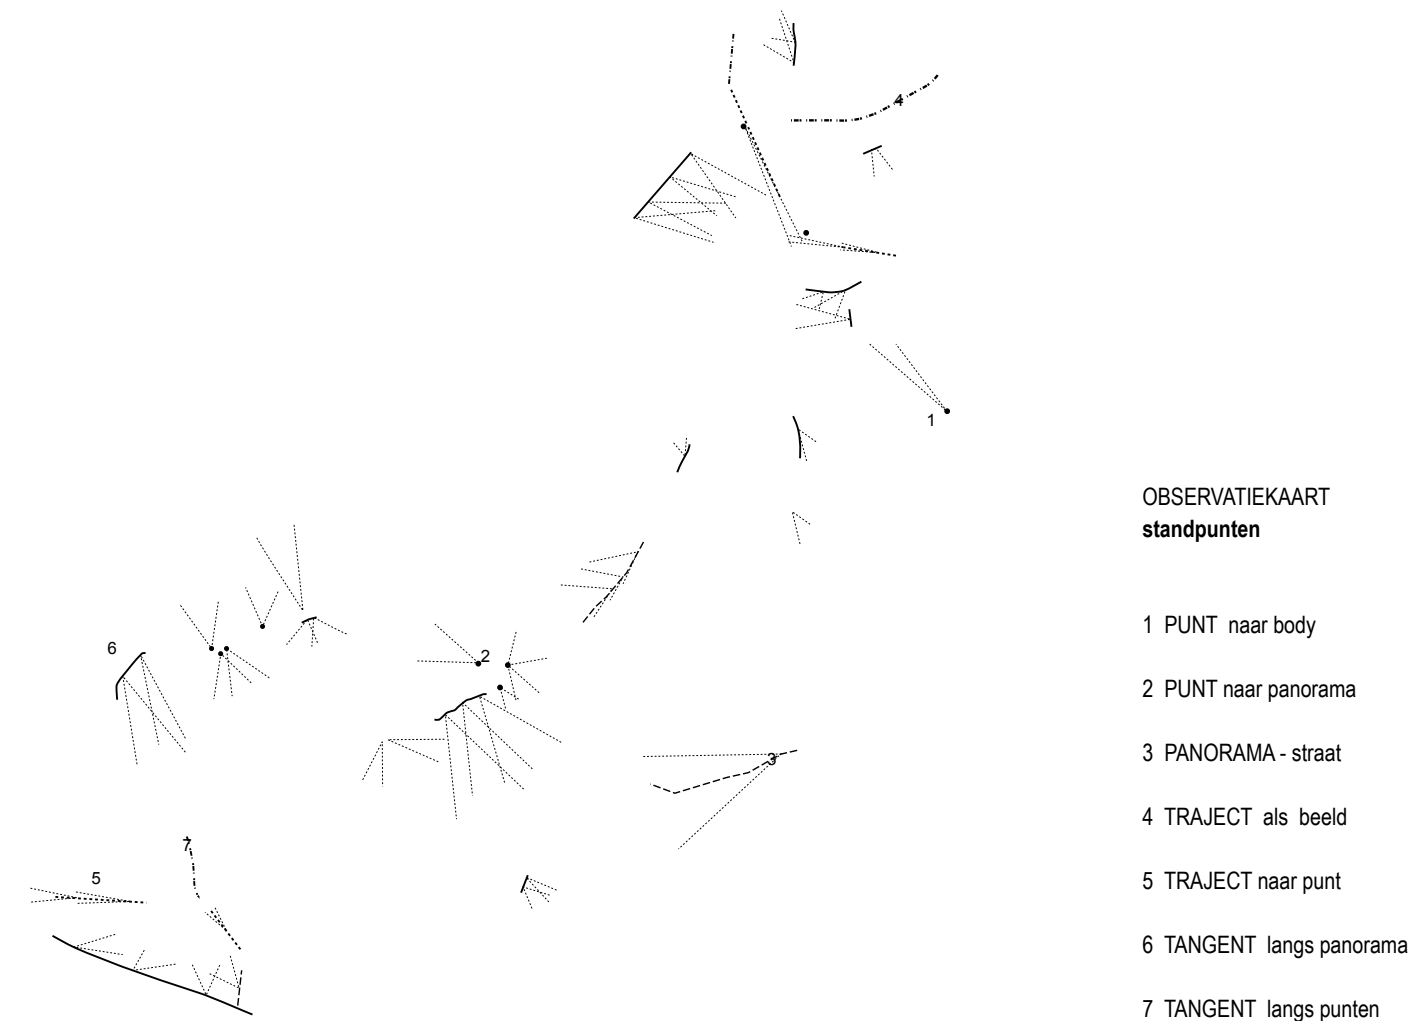 4
1
2
6
3
7
5
OBSERVATIEKAART
standpunten
1 PUNT naar body
2 PUNT naar panorama
3 PANORAMA - straat
4 TRAJECT als beeld
5 TRAJECT naar punt
6 TANGENT langs panorama
7 TANGENT langs punten